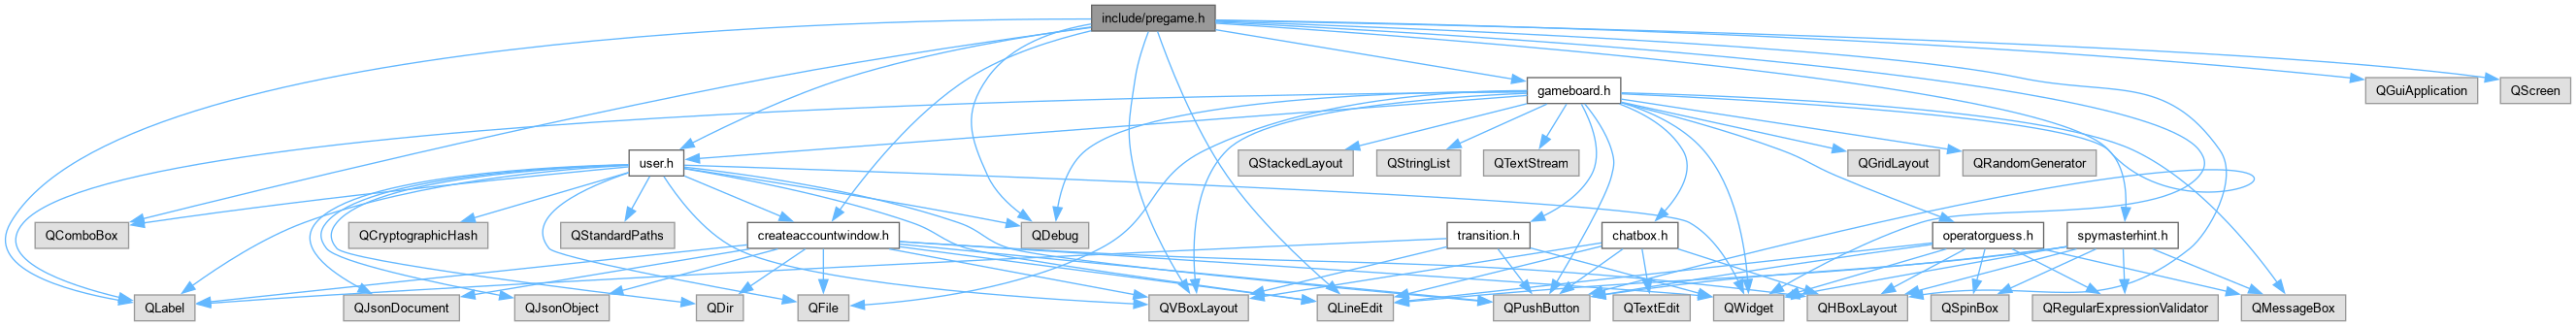 include/pregame.h
gameboard.h
QGuiApplication
QScreen
user.h
QStackedLayout
QStringList
QTextStream
QGridLayout
QRandomGenerator
QComboBox
QCryptographicHash
QStandardPaths
createaccountwindow.h
QDebug
transition.h
chatbox.h
operatorguess.h
spymasterhint.h
QLabel
QJsonDocument
QJsonObject
QDir
QFile
QVBoxLayout
QLineEdit
QPushButton
QTextEdit
QWidget
QHBoxLayout
QSpinBox
QRegularExpressionValidator
QMessageBox